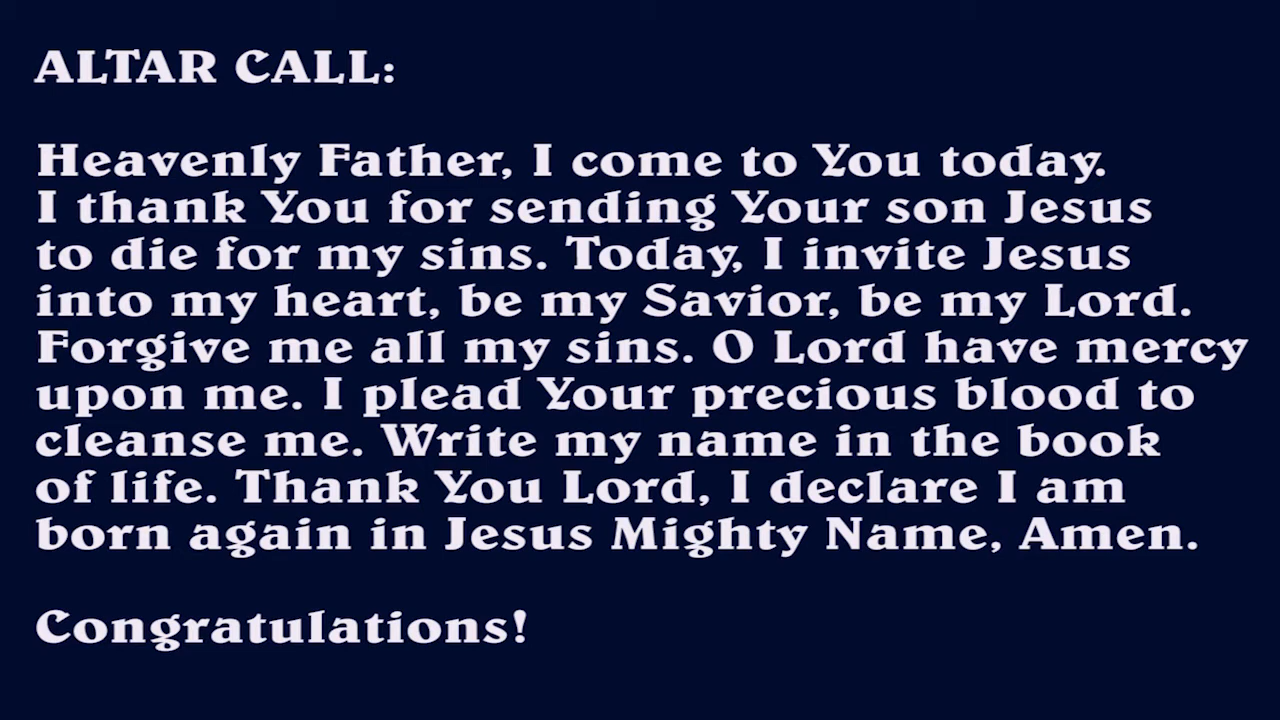 ALTAR CALL:
Heavenly Father, I come to You today.
I thank You for sending Your son Jesus
to die for my sins. Today, I invite Jesus
into my heart, be my Savior, be my Lord.
Forgive me all my sins. O Lord have mercy
upon me. I plead Your precious blood to
cleanse me. Write my name in the book
of life. Thank You Lord, I declare I am
born again in Jesus Mighty Name, Amen.
Congratulations!